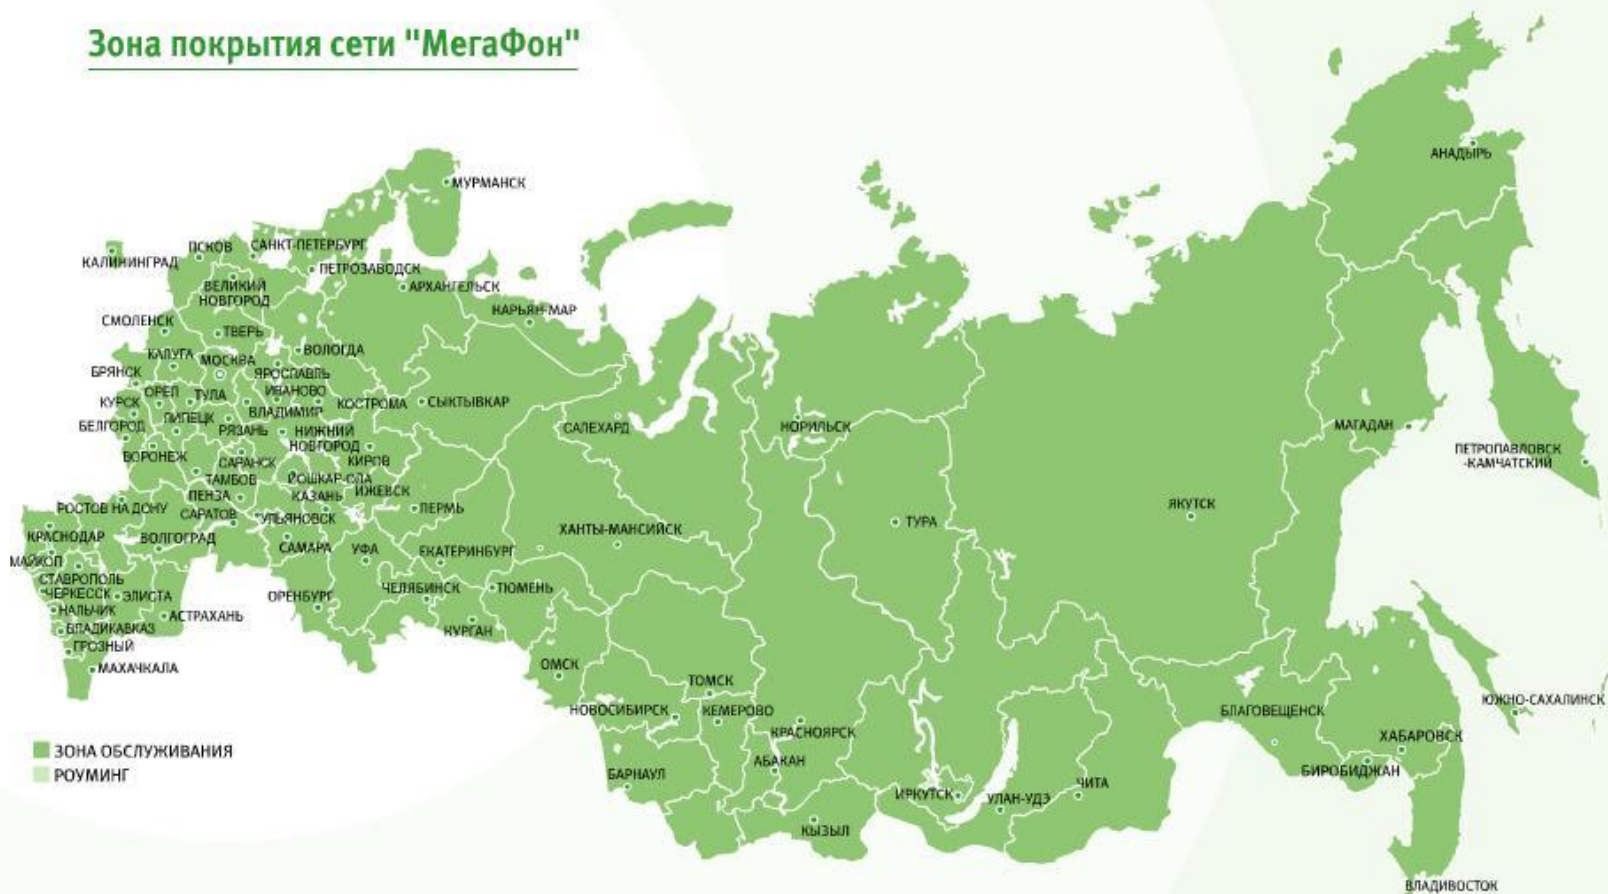 Зона покрытия сети "МегаФон"
АНАДЫРЬ
МУРМАНСК
ПСКОВ
САНКТ-ПЕТЕРБУРГ
КАЛИНИНГРАД
ПЕТРОЗАВОДСК
ВЕЛИКИЙ
НОВГОРОД
АРХАНГЕЛЬСК
НАРЬЯН-МАР
СМОЛЕНСК
ТВЕРЬ
ВОЛОГДА
КАЛУГА
МОСКВА
БРЯНСК
ЯРОСЛАВЛЬ
ОРЕЛ
ТУЛА
ИВАНОВО
КУРСК
ВЛАДИМИР
КОСТРОМА
СЫКТЫВКАР
БЕЛГОРОД
ЛИПЕЦК
РЯЗАНЬ
НИЖНИЙ
НОВГОРОД
САЛЕХАРД
НОРИЛЬСК
МАГАДАН
ПЕТРОПАВЛОВСК
-КАМЧАТСКИЙ
ВОРОНЕЖ
САРАНСК
КИРОВ
ТАМБОВ
ЙОШКАР-ОЛА
ПЕНЗА
КАЗАНЬ
ИЖЕВСК
РОСТОВ НА ДОНУ
САРАТОВ
УЛЬЯНОВСК
ПЕРМЬ
ЯКУТСК
ТУРА
КРАСНОДАР
ВОЛГОГРАД
ХАНТЫ-МАНСИЙСК
МАЙКОП
САМАРА
УФА
ЕКАТЕРИНБУРГ
СТАВРОПОЛЬ
ЧЕРКЕССК
ЭЛИСТА
ОРЕНБУРГ
ЧЕЛЯБИНСК
ТЮМЕНЬ
НАЛЬЧИК
АСТРАХАНЬ
ВЛАДИКАВКАЗ
КУРГАН
ГРОЗНЫЙ
МАХАЧКАЛА
ОМСК
ТОМСК
НОВОСИБИРСК
КЕМЕРОВО
КРАСНОЯРСК
БЛАГОВЕЩЕНСК
ЮЖНО-САХАЛИНСК
ХАБАРОВСК
ЗОНА ОБСЛУЖИВАНИЯ
РОУМИНГ
БАРНАУЛ
АБАКАН
БИРОБИДЖАН
ИРКУТСК
УЛАН-УДЭ
ЧИТА
КЫЗЫЛ
ВЛАДИВОСТОК